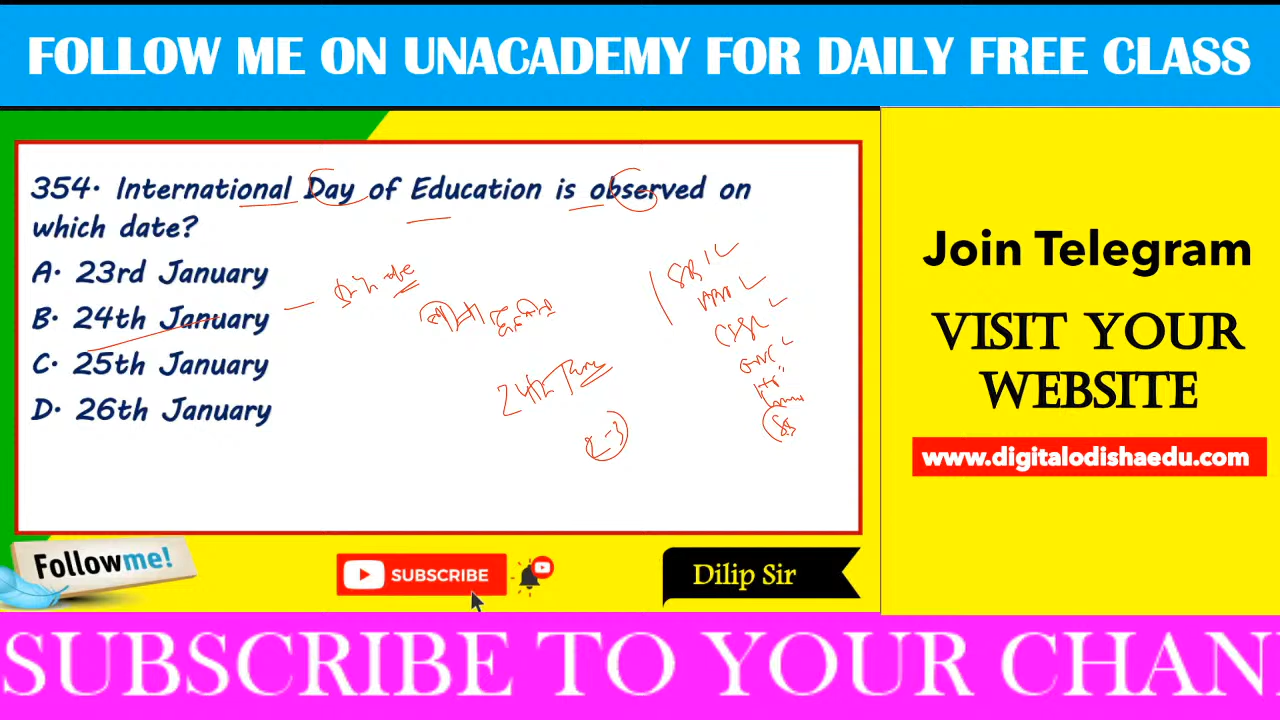 FOLLOW ME ON UNACADEMY FOR DAILY FREE CLASS
354. International Day of Education is observed on
which date?
A. 23rd January
B. 24th January
C. 25th January
D. 26th January
24th
Join Telegram
VISIT YOUR
WEBSITE
www.digitalodishaedu.com
Followme!
SUBSCRIBE
Dilip Sir
SUBSCRIBE TO YOUR CHAN